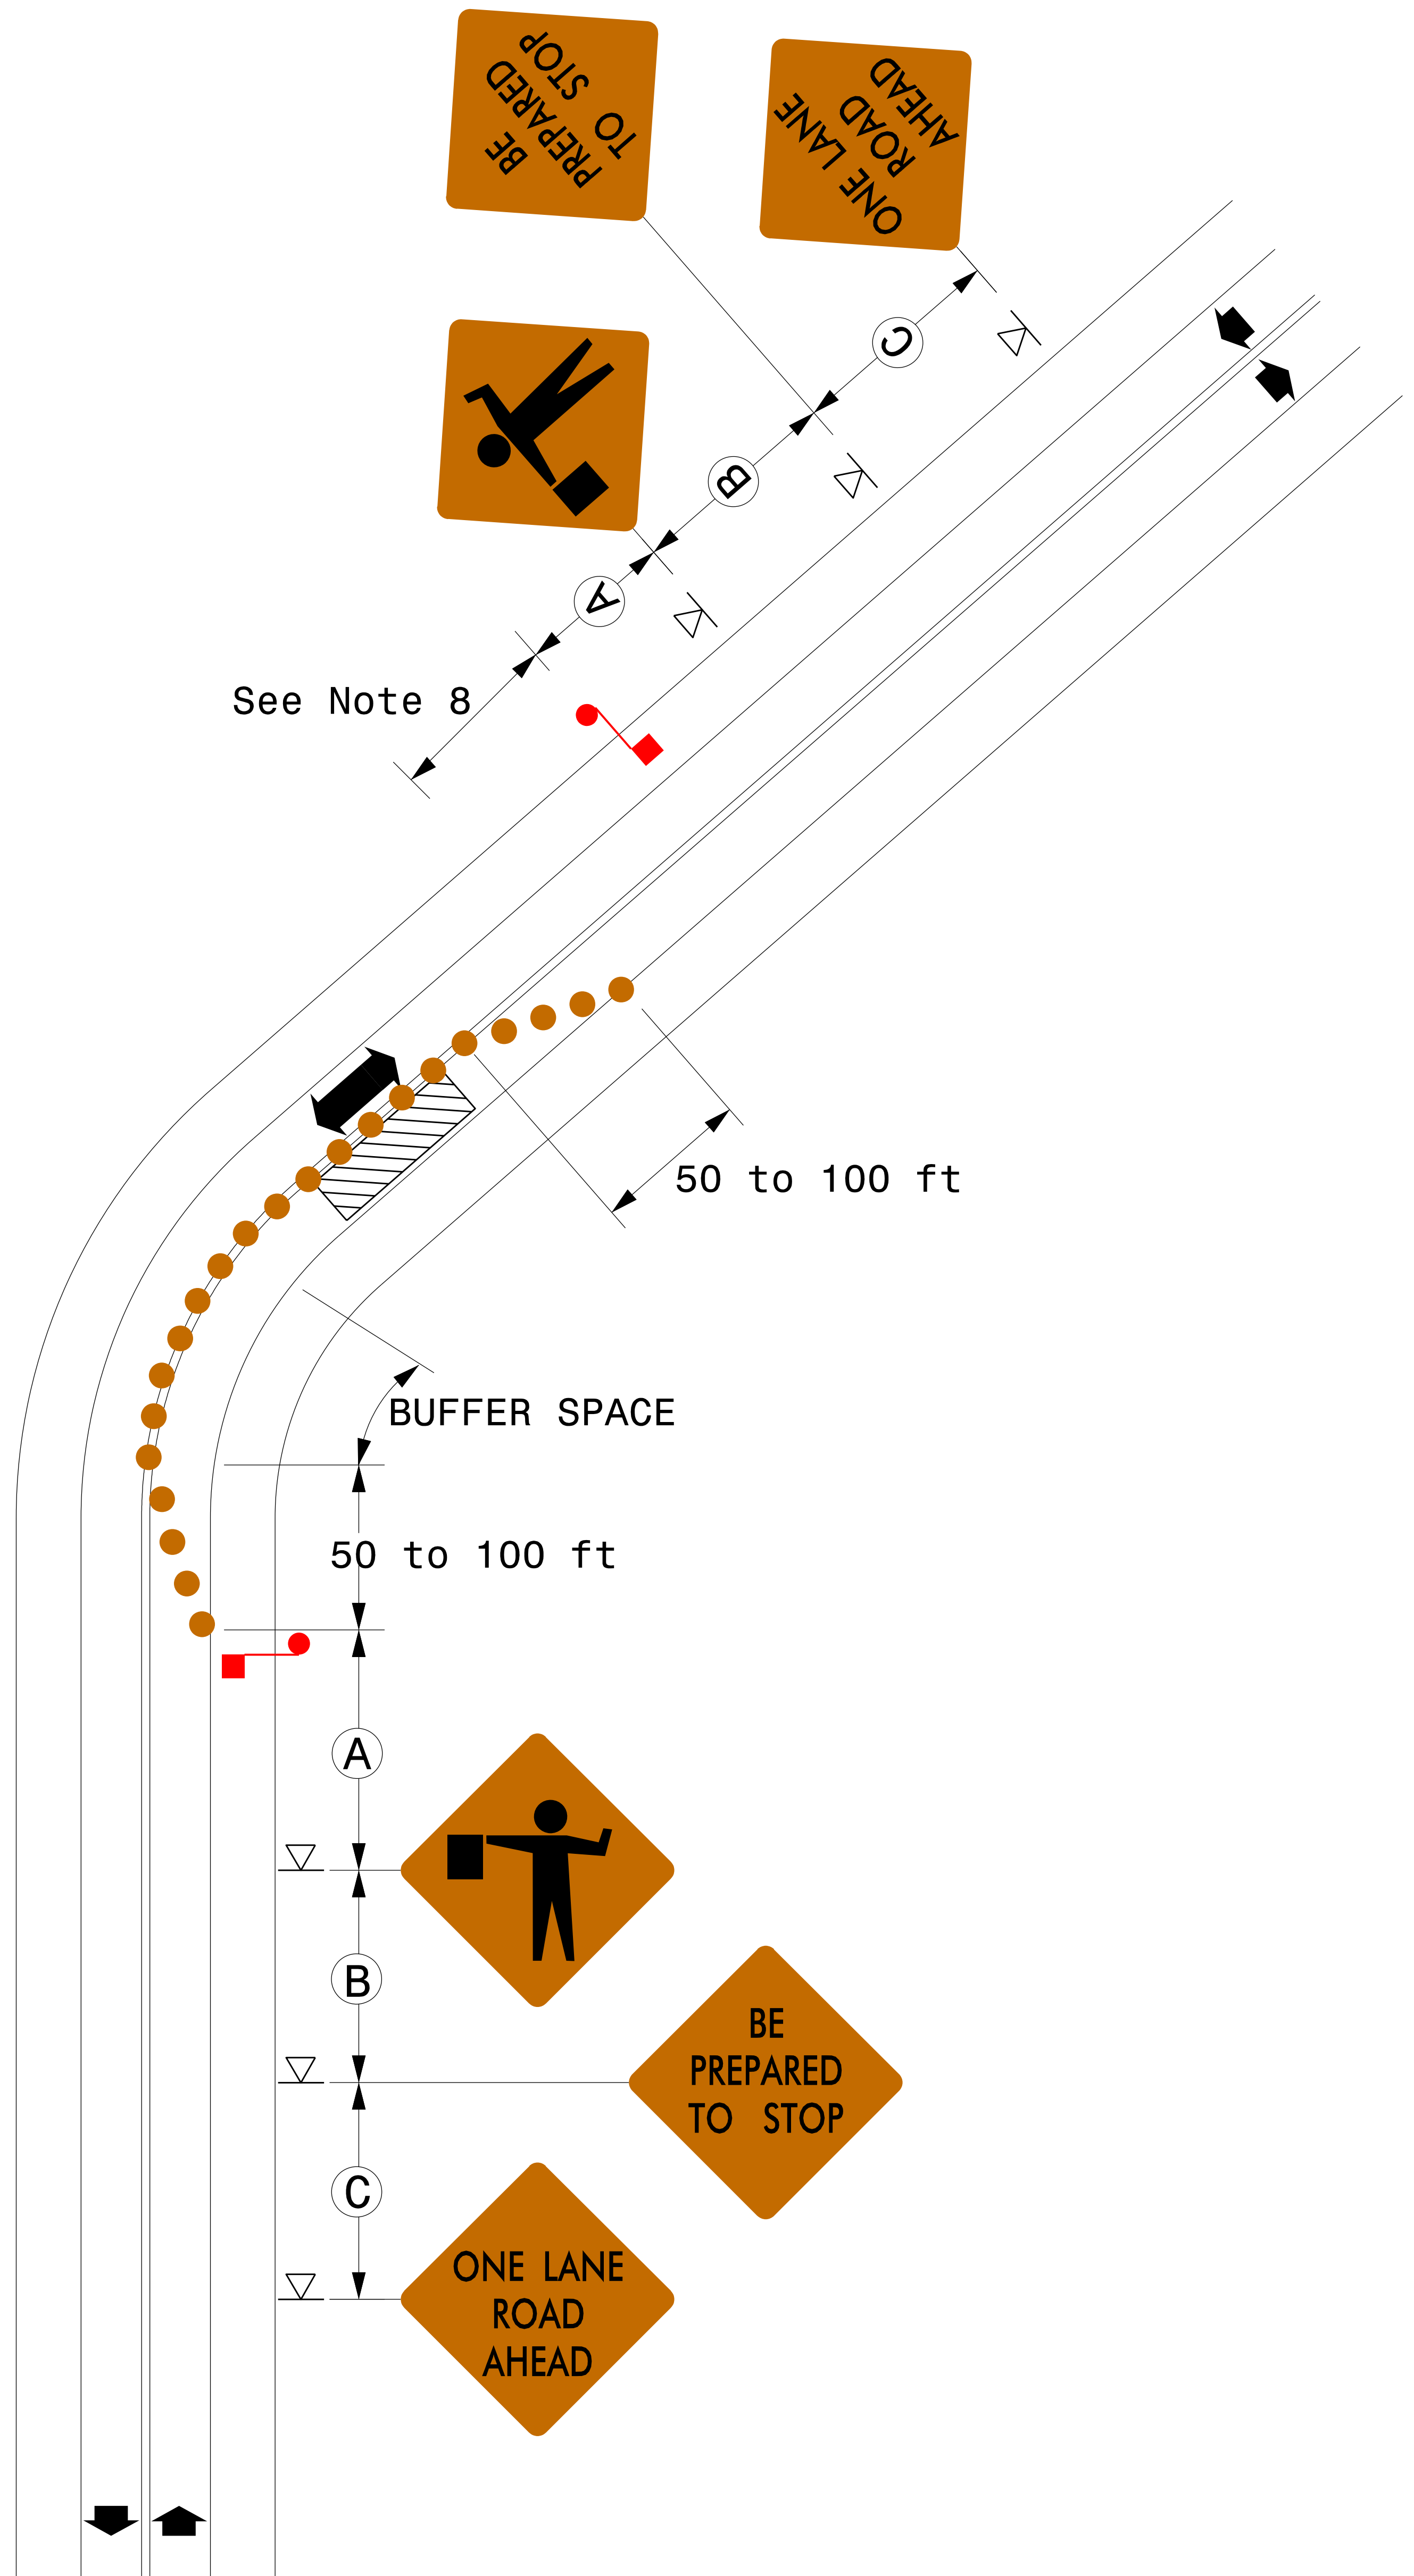 BE
PREPARED
TO STOP
ONE LANE
ROAD
AHEAD
C
B
A
See Note 8
50 to 100 ft
BUFFER SPACE
50 to 100 ft
A
B
BE
PREPARED
TO STOP
C
ONE LANE
ROAD
AHEAD